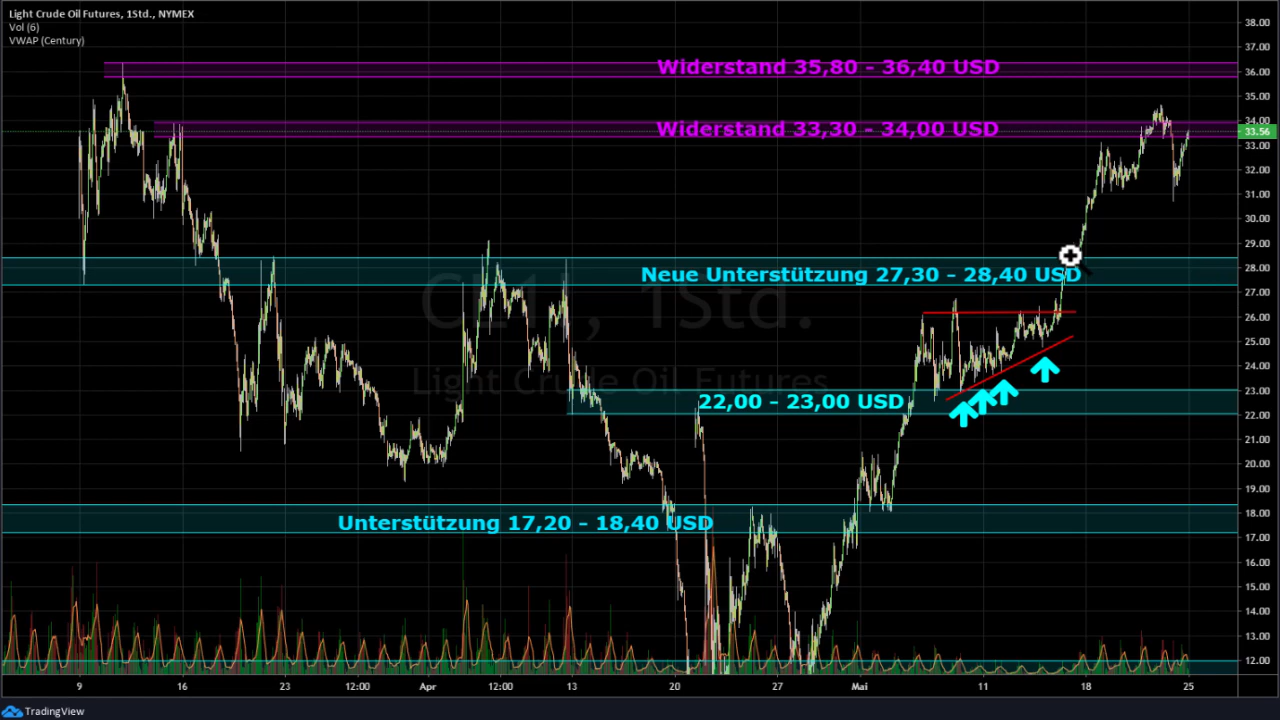 Light Crude Oil Futures, 1Std., NYMEX
Vol (6)
VWAP (Century)
38.00
37.00
Widerstand 35,80 - 36,40 USD
36.00
35.00
34.00
Widerstand 33,30 - 34,00 USD
33.56
33.00
32.00
31.00
30.00
29.00
28.00
Neue Unterstützung 27,30 - 28,40 USD
27.00
CL1!, 1Std.
26.00
25.00
24.00
Light Crude Oil Futures
23.00
22,00 - 23,00 USD
22.00
21.00
20.00
19.00
18.00
Unterstützung 17,20 - 18,40 USD
17.00
16.00
15.00
14.00
13.00
12.00
9 16 23 12:00 Apr 12:00 13 20 27 Mai 11 18 25
TradingView